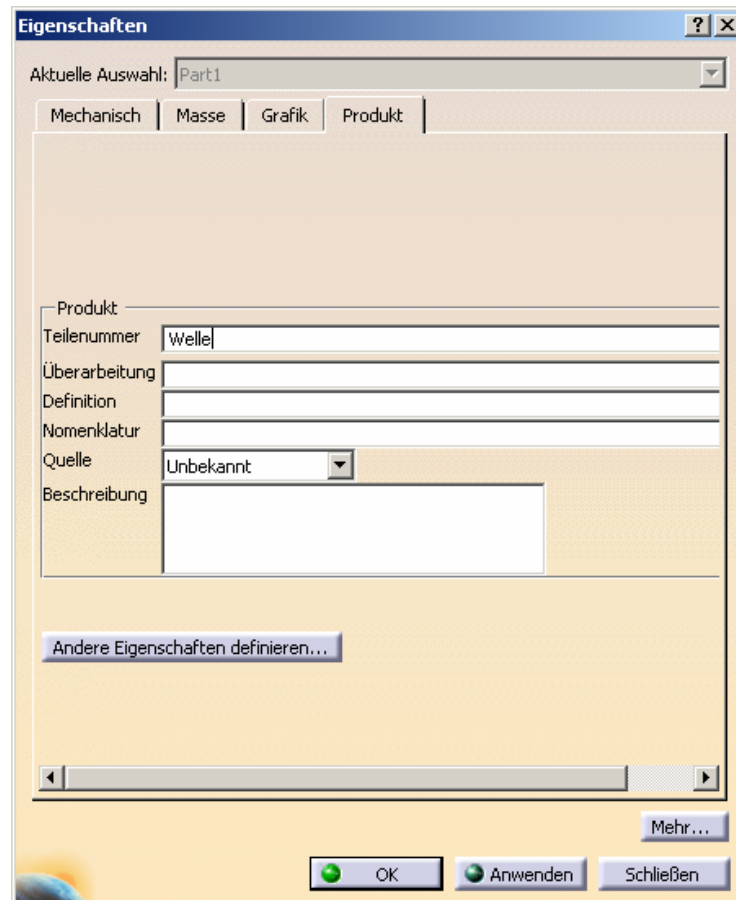 Eigenschaften
Aktuelle Auswahl: Part1
Mechanisch Masse Grafik Produkt
Produkt
Teilenummer Welle
Überarbeitung
Definition
Nomenklatur
Quelle Unbekannt
Beschreibung
Andere Eigenschaften definieren...
Mehr...
OK Anwenden Schließen